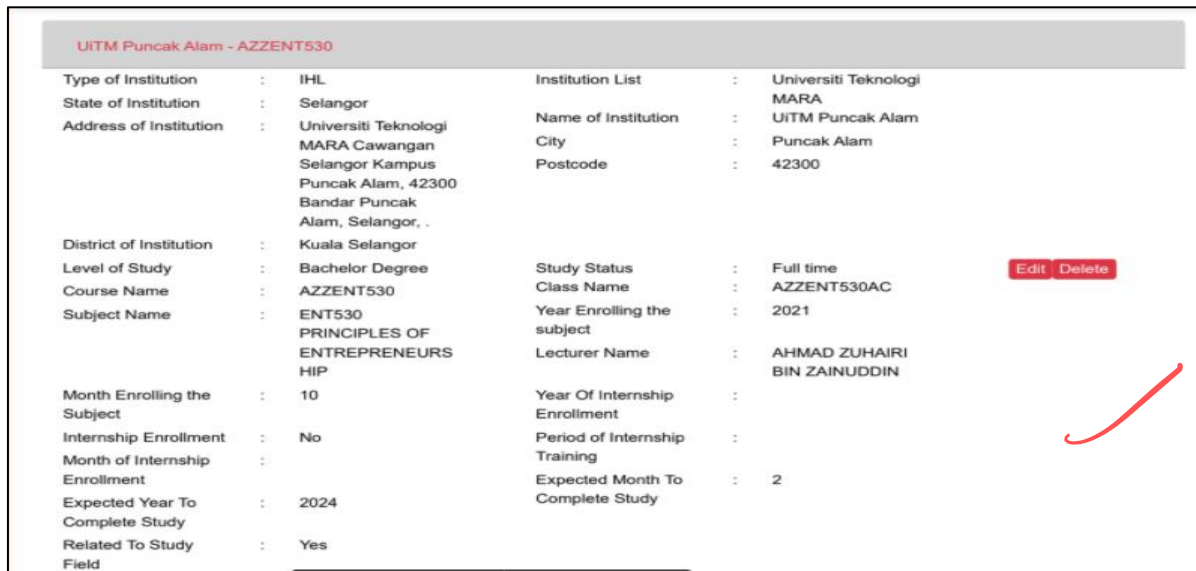 UiTM Puncak Alam - AZZENT530
Type of Institution : IHL Institution List : Universiti Teknologi
MARA
State of Institution : Selangor
Name of Institution : UiTM Puncak Alam
Address of Institution : Universiti Teknologi
MARA Cawangan
Selangor Kampus
Puncak Alam, 42300
Bandar Puncak
Alam, Selangor, .
City : Puncak Alam
Postcode : 42300
District of Institution : Kuala Selangor
Level of Study : Bachelor Degree Study Status : Full time Edit Delete
Course Name : AZZENT530 Class Name : AZZENT530AC
Subject Name : ENT530
PRINCIPLES OF
ENTREPRENEURS
HIP
Year Enrolling the : 2021
subject
Lecturer Name : AHMAD ZUHAIRI
BIN ZAINUDDIN
Month Enrolling the : 10
Subject
Year Of Internship :
Enrollment
Internship Enrollment : No
Period of Internship :
Training
Month of Internship :
Enrollment
Expected Month To : 2
Complete Study
Expected Year To : 2024
Complete Study
Related To Study : Yes
Field